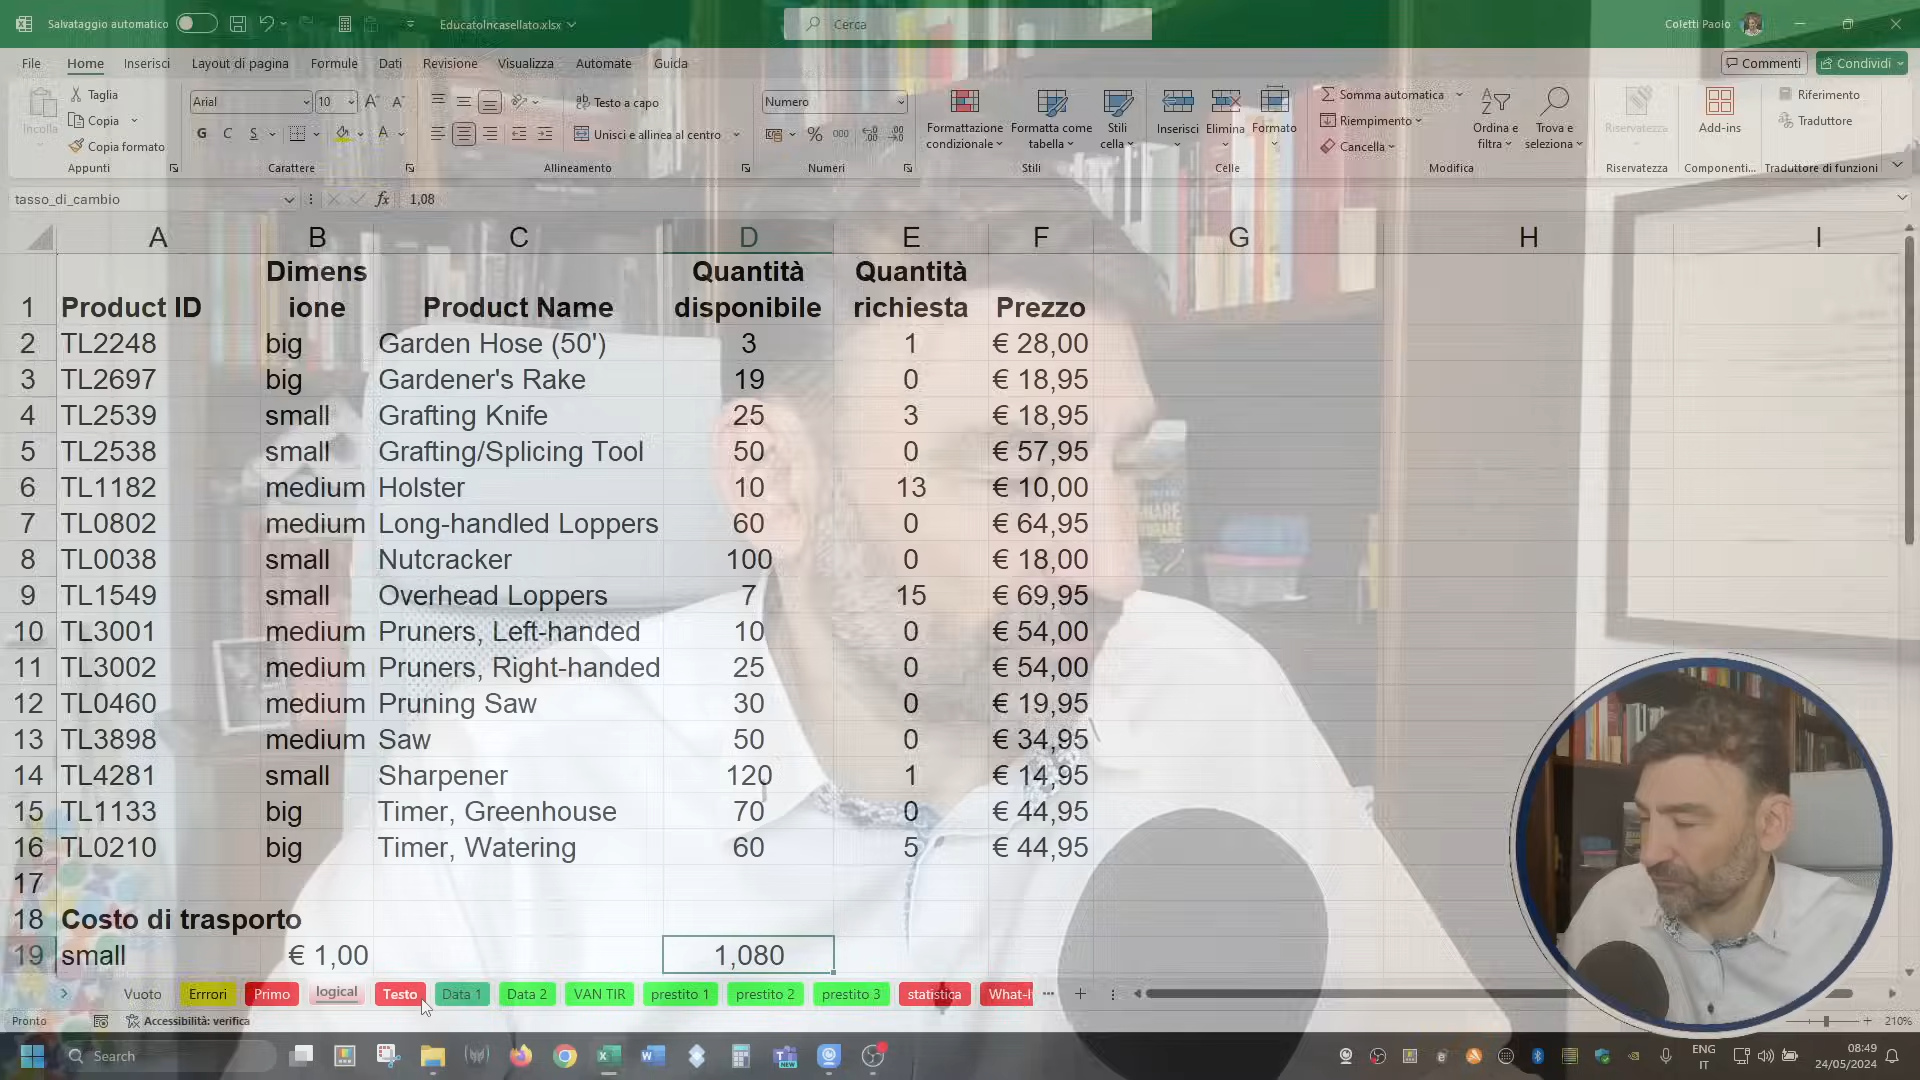 Salvataggio automatico
EducatoIncasellato.xlsx
Cerca
Coletti Paolo
File Home Inserisci Layout di pagina Formule Dati Revisione Visualizza Automate Guida
Commenti
Condividi
Incolla
Taglia
Copia
Copia formato
Appunti
Arial
10
G C S
Carattere
Testo a capo
Unisci e allinea al centro
Allineamento
Numero
% 000
Numeri
Formattazione condizionale
Formatta come tabella
Stili cella
Stili
Inserisci
Elimina
Formato
Celle
Somma automatica
Riempimento
Cancella
Ordina e filtra
Trova e seleziona
Modifica
Riservatezza
Riservatezza
Add-ins
Componenti...
Riferimento
Traduttore
Traduttore di funzioni
tasso_di_cambio
fx 1,08
A B C D E F G H I
1 Product ID Dimens ione Product Name Quantità disponibile Quantità richiesta Prezzo
2 TL2248 big Garden Hose (50') 3 1 € 28,00
3 TL2697 big Gardener's Rake 19 0 € 18,95
4 TL2539 small Grafting Knife 25 3 € 18,95
5 TL2538 small Grafting/Splicing Tool 50 0 € 57,95
6 TL1182 medium Holster 10 13 € 10,00
7 TL0802 medium Long-handled Loppers 60 0 € 64,95
8 TL0038 small Nutcracker 100 0 € 18,00
9 TL1549 small Overhead Loppers 7 15 € 69,95
10 TL3001 medium Pruners, Left-handed 10 0 € 54,00
11 TL3002 medium Pruners, Right-handed 25 0 € 54,00
12 TL0460 medium Pruning Saw 30 0 € 19,95
13 TL3898 medium Saw 50 0 € 34,95
14 TL4281 small Sharpener 120 1 € 14,95
15 TL1133 big Timer, Greenhouse 70 0 € 44,95
16 TL0210 big Timer, Watering 60 5 € 44,95
17
18 Costo di trasporto
19 small € 1,00 1,080
Vuoto Errrori Primo logical Testo Data 1 Data 2 VAN TIR prestito 1 prestito 2 prestito 3 statistica What-I
Pronto
Accessibilità: verifica
210%
Search
ENG
IT
08:49
24/05/2024